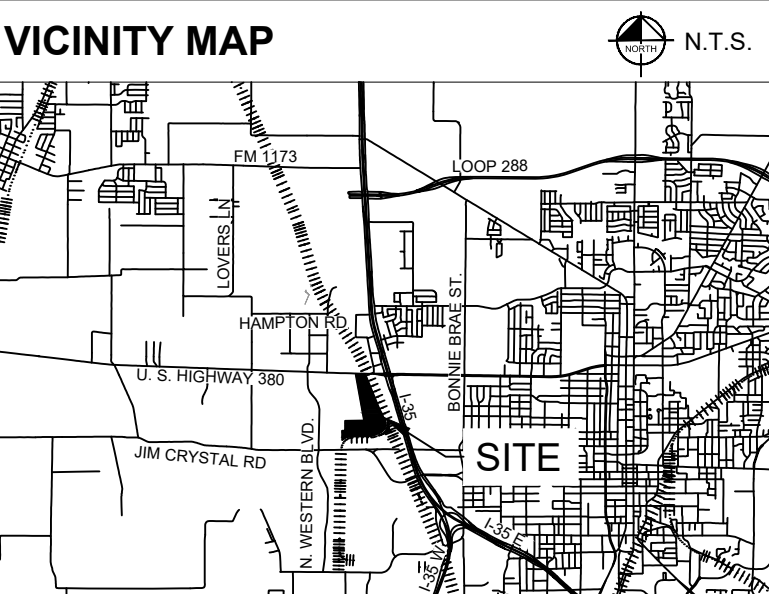 VICINITY MAP
NORTH
N.T.S.
FM 1173
LOOP 288
LOVERS LN
BONNIE BRAE ST.
HAMPTON RD
U. S. HIGHWAY 380
I-35
N. WESTERN BLVD.
JIM CRYSTAL RD
SITE
I-35 E
I-35 W